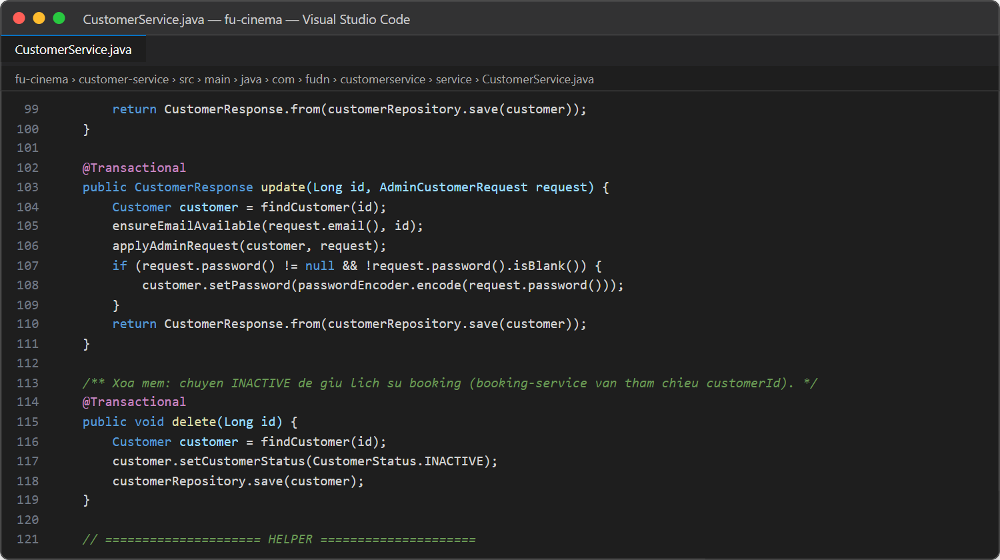 CustomerService.java — fu-cinema — Visual Studio Code
CustomerService.java
fu-cinema › customer-service › src › main › java › com › fudn › customerservice › service › CustomerService.java
99         return CustomerResponse.from(customerRepository.save(customer));
100     }
101
102     @Transactional
103     public CustomerResponse update(Long id, AdminCustomerRequest request) {
104         Customer customer = findCustomer(id);
105         ensureEmailAvailable(request.email(), id);
106         applyAdminRequest(customer, request);
107         if (request.password() != null && !request.password().isBlank()) {
108             customer.setPassword(passwordEncoder.encode(request.password()));
109         }
110         return CustomerResponse.from(customerRepository.save(customer));
111     }
112
113     /** Xoa mem: chuyen INACTIVE de giu lich su booking (booking-service van tham chieu customerId). */
114     @Transactional
115     public void delete(Long id) {
116         Customer customer = findCustomer(id);
117         customer.setCustomerStatus(CustomerStatus.INACTIVE);
118         customerRepository.save(customer);
119     }
120
121     // ===================== HELPER =====================